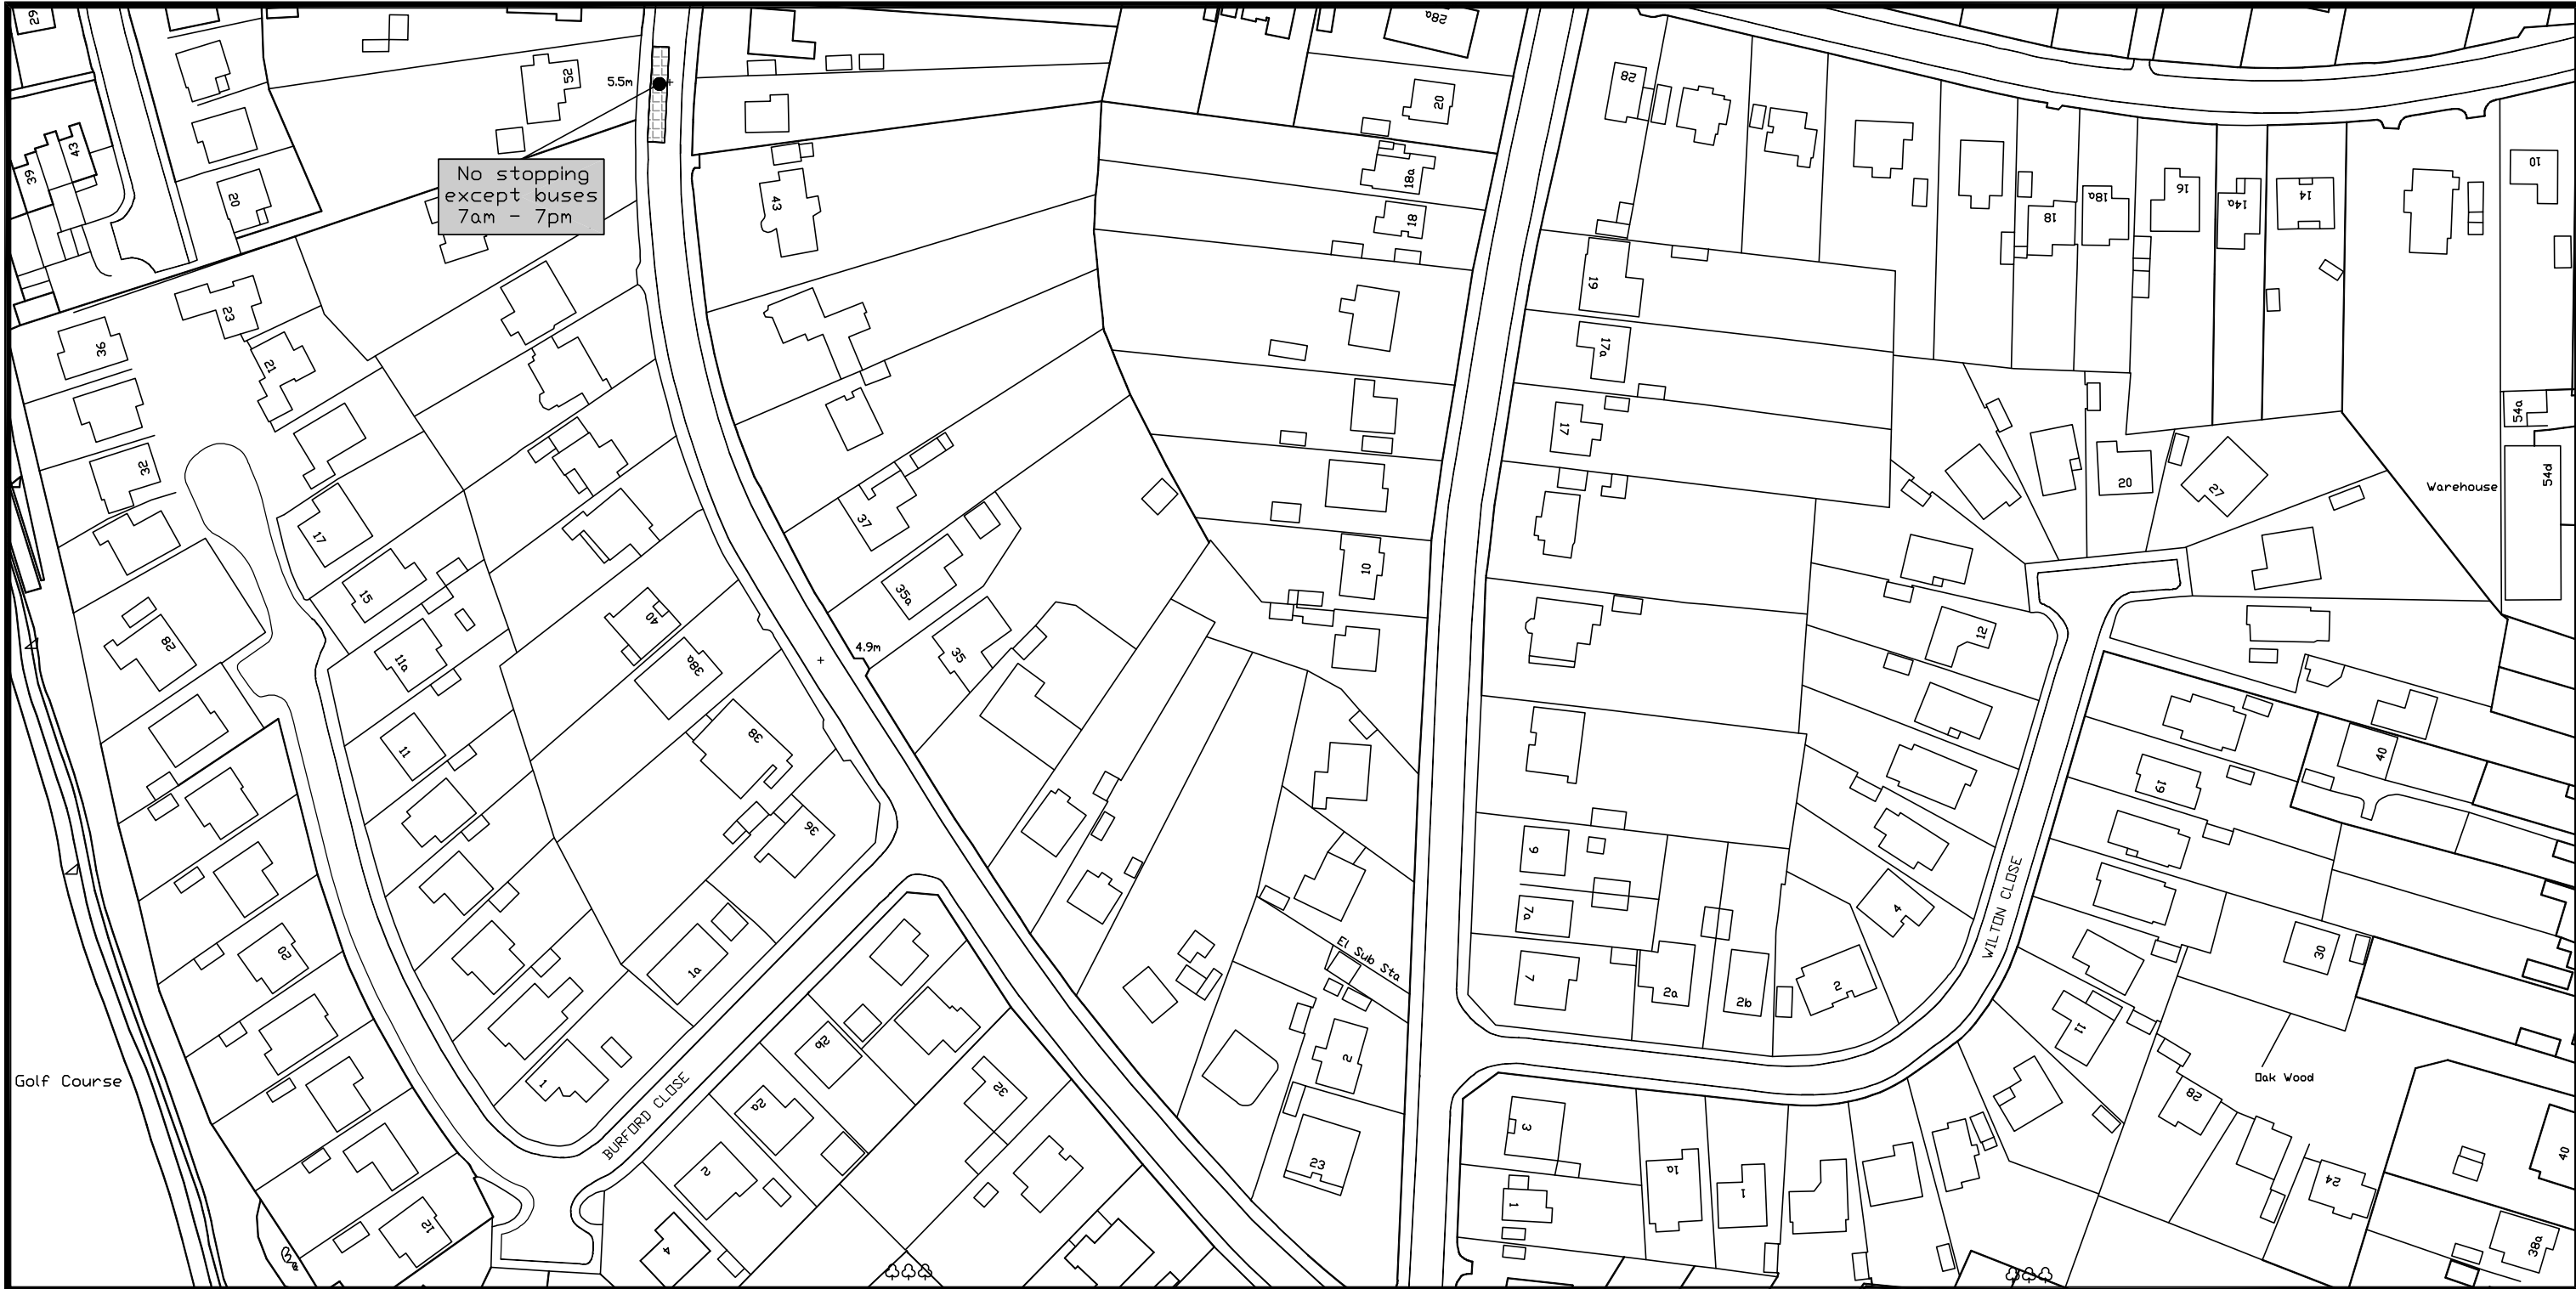 29
28a
52
5.5m
28
20
43
39
10
No stopping
except buses
7am - 7pm
18a
20
43
16
14a
14
18a
18
18
19
23
36
21
17a
54a
17
32
20
27
Warehouse
54d
37
17
10
15
35a
40
12
28
11a
38a
35
4.9m
38
11
40
19
36
9
7a
4
WILTON CLOSE
20
El Sub Sta
30
1a
7
2a
2b
2
11
2b
2
Golf Course
1
BURFORD CLOSE
2a
32
Oak Wood
28
3
23
40
2
1a
1
24
1
12
4
38a